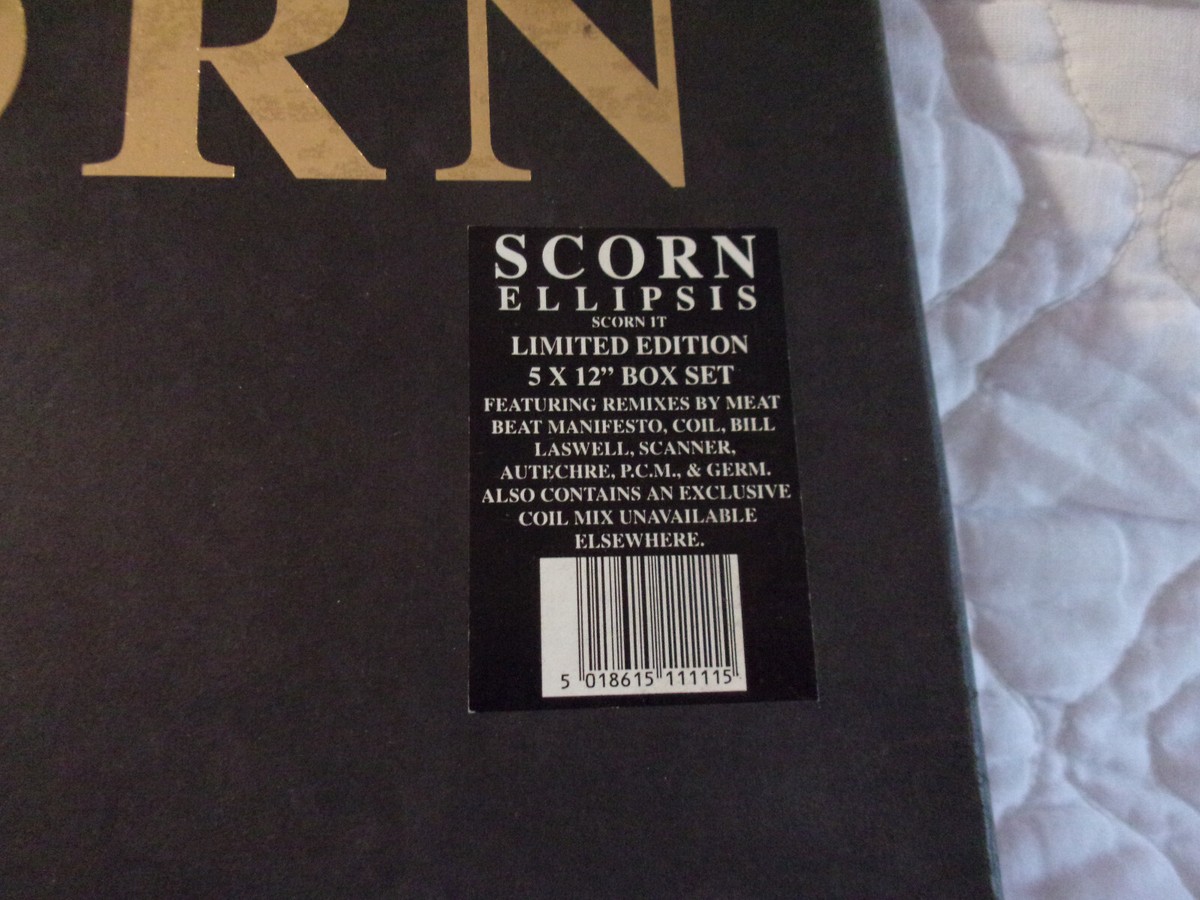 ORN
SCORN
ELLIPSIS
SCORN 1T
LIMITED EDITION
5 X 12” BOX SET
FEATURING REMIXES BY MEAT
BEAT MANIFESTO, COIL, BILL
LASWELL, SCANNER,
AUTECHRE, P.C.M., & GERM.
ALSO CONTAINS AN EXCLUSIVE
COIL MIX UNAVAILABLE
ELSEWHERE.
5 018615 111115